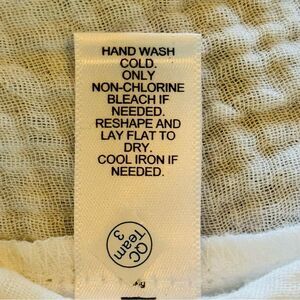 HAND WASH
COLD.
ONLY
NON-CHLORINE
BLEACH IF
NEEDED.
RESHAPE AND
LAY FLAT TO
DRY.
COOL IRON IF
NEEDED.
QC
Team
3